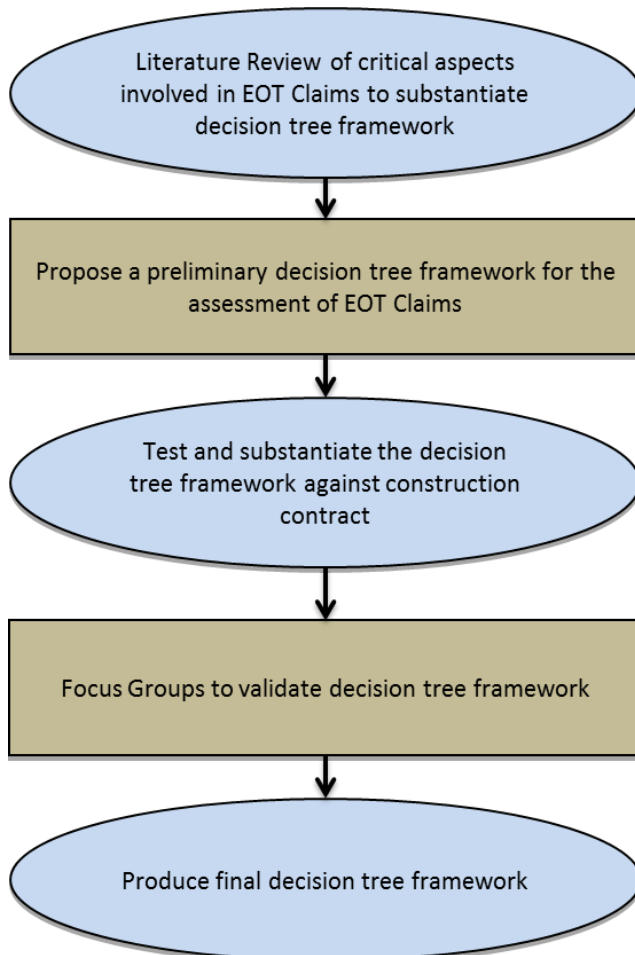 Literature Review of critical aspects
involved in EOT Claims to substantiate
decision tree framework
Propose a preliminary decision tree framework for the
assessment of EOT Claims
Test and substantiate the decision
tree framework against construction
contract
Focus Groups to validate decision tree framework
Produce final decision tree framework